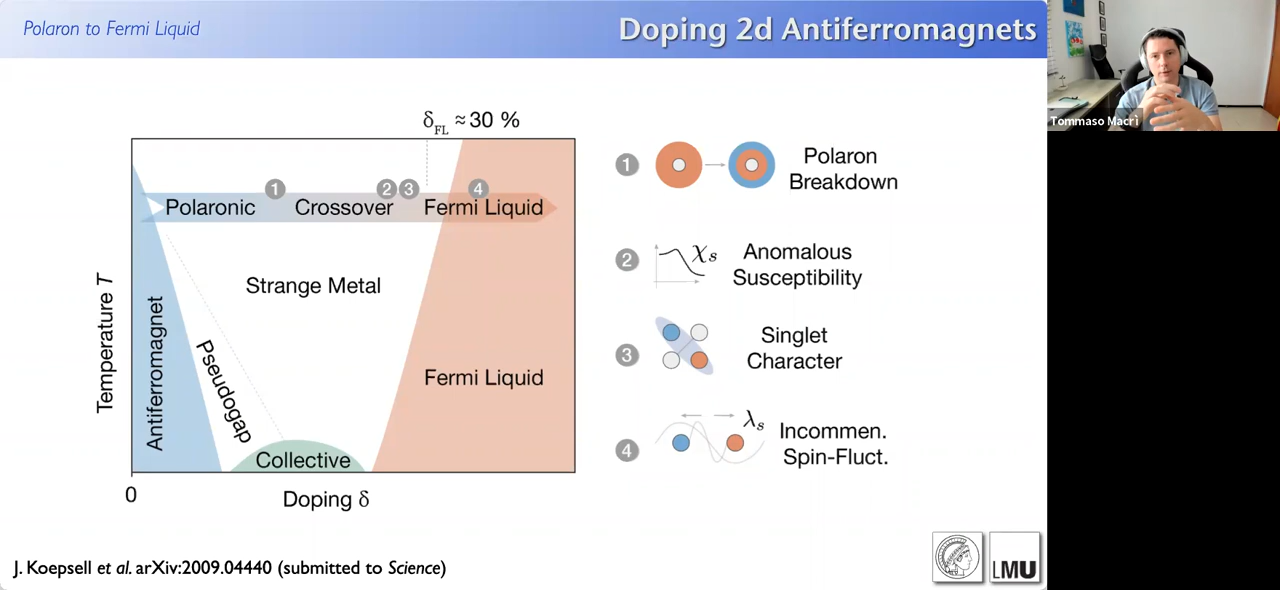 Polaron to Fermi Liquid
Doping 2d Antiferromagnets
Tommaso Macrì
δFL ≈ 30 %
1
2
3
4
Polaronic
Crossover
Fermi Liquid
Strange Metal
Temperature T
Antiferromagnet
Pseudogap
Fermi Liquid
Collective
0
Doping δ
1
Polaron
Breakdown
2
χs
Anomalous
Susceptibility
3
Singlet
Character
4
λs
Incommen.
Spin-Fluct.
J. Koepsell et al. arXiv:2009.04440 (submitted to Science)
LMU